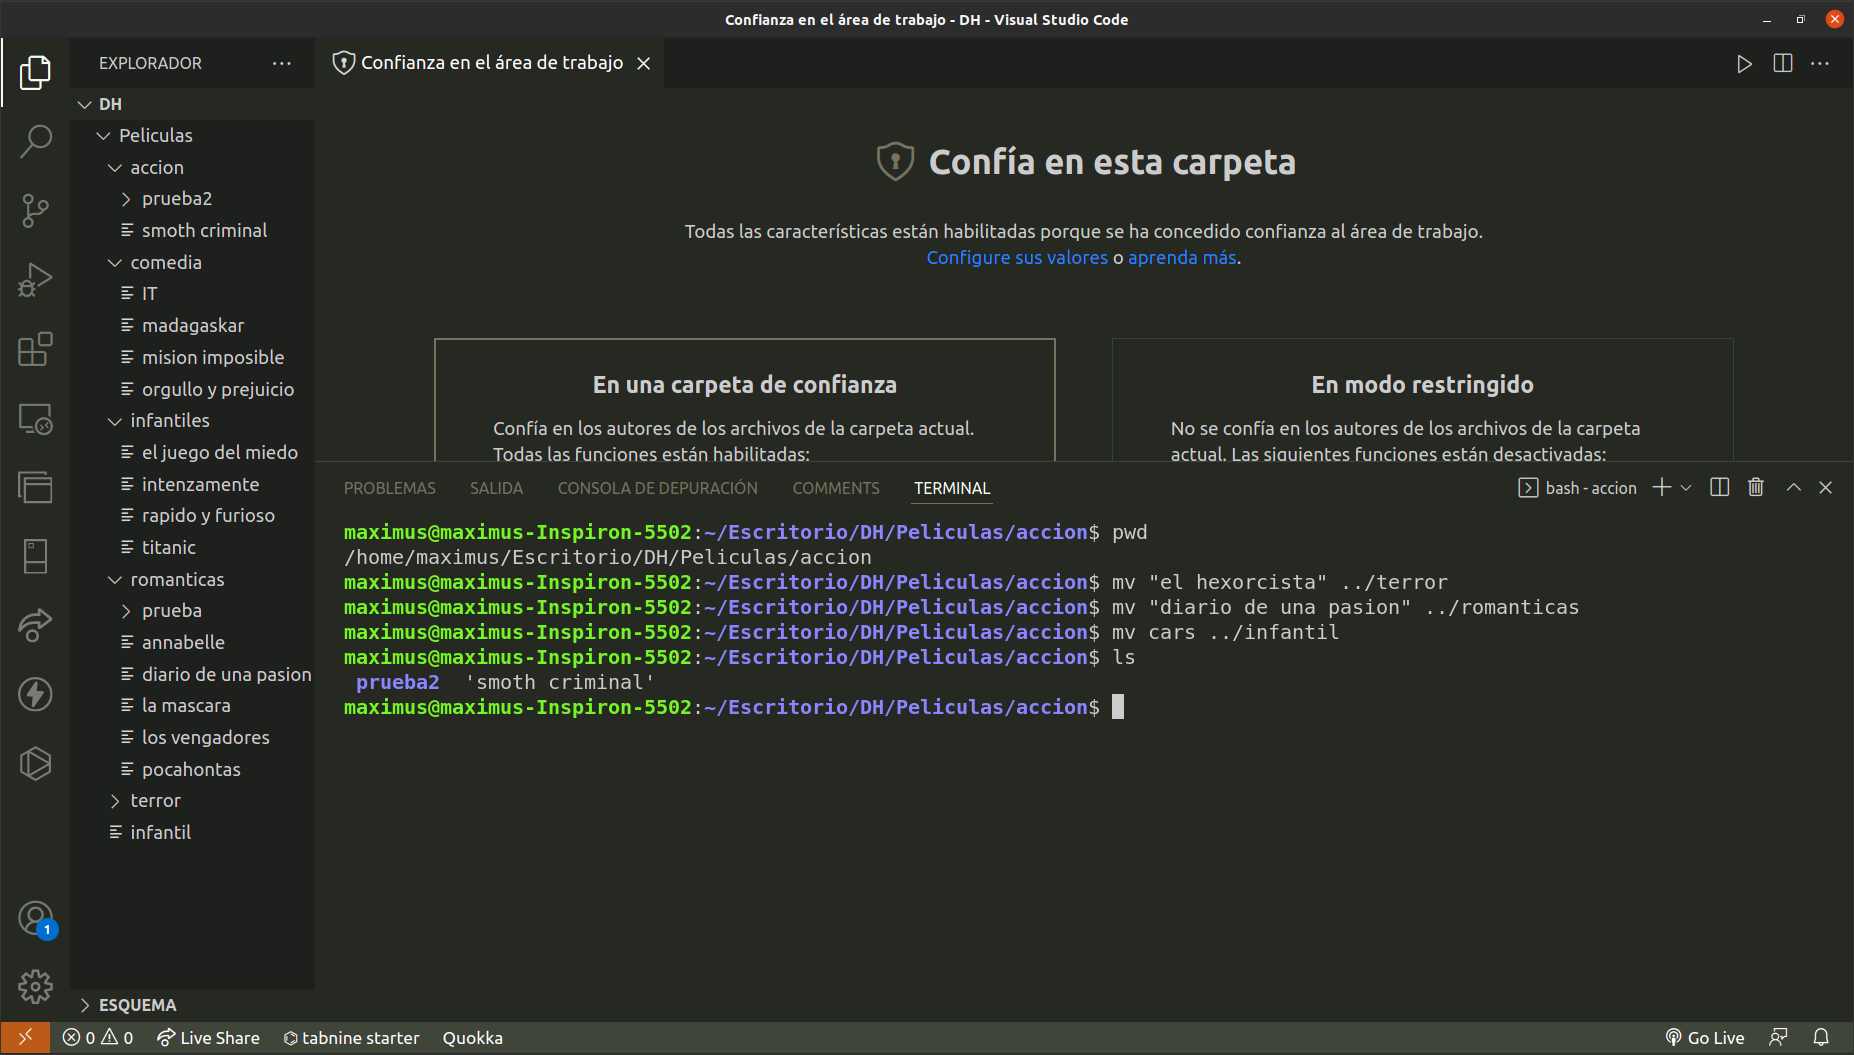 Confianza en el área de trabajo - DH - Visual Studio Code
EXPLORADOR
Confianza en el área de trabajo
DH
Peliculas
accion
prueba2
smoth criminal
comedia
IT
madagaskar
mision imposible
orgullo y prejuicio
infantiles
el juego del miedo
intenzamente
rapido y furioso
titanic
romanticas
prueba
annabelle
diario de una pasion
la mascara
los vengadores
pocahontas
terror
infantil
ESQUEMA
Confía en esta carpeta
Todas las características están habilitadas porque se ha concedido confianza al área de trabajo.
Configure sus valores o aprenda más.
En una carpeta de confianza
Confía en los autores de los archivos de la carpeta actual.
Todas las funciones están habilitadas:
En modo restringido
No se confía en los autores de los archivos de la carpeta
actual. Las siguientes funciones están desactivadas:
PROBLEMAS SALIDA CONSOLA DE DEPURACIÓN COMMENTS TERMINAL bash - accion
maximus@maximus-Inspiron-5502:~/Escritorio/DH/Peliculas/accion$ pwd
/home/maximus/Escritorio/DH/Peliculas/accion
maximus@maximus-Inspiron-5502:~/Escritorio/DH/Peliculas/accion$ mv "el hexorcista" ../terror
maximus@maximus-Inspiron-5502:~/Escritorio/DH/Peliculas/accion$ mv "diario de una pasion" ../romanticas
maximus@maximus-Inspiron-5502:~/Escritorio/DH/Peliculas/accion$ mv cars ../infantil
maximus@maximus-Inspiron-5502:~/Escritorio/DH/Peliculas/accion$ ls
prueba2 'smoth criminal'
maximus@maximus-Inspiron-5502:~/Escritorio/DH/Peliculas/accion$
1
0 0 Live Share tabnine starter Quokka Go Live